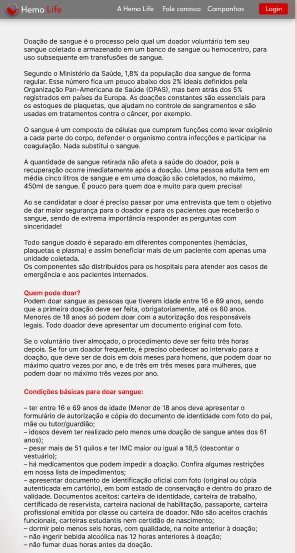 Hemo Life
A Hemo Life Fale conosco Campanhas Login
Doação de sangue é o processo pelo qual um doador voluntário tem seu
sangue coletado e armazenado em um banco de sangue ou hemocentro, para
uso subsequente em transfusões de sangue.
Segundo o Ministério da Saúde, 1,8% da população doa sangue de forma
regular. Esse número fica um pouco abaixo dos 2% ideais definidos pela
Organização Pan-Americana de Saúde (OPAS), mas bem atrás dos 5%
registrados em países da Europa. As doações constantes são essenciais para
os estoques de plaquetas, que ajudam no controle de sangramentos e são
usadas em tratamentos contra o câncer, por exemplo.
O sangue é um composto de células que cumprem funções como levar oxigênio
a cada parte do corpo, defender o organismo contra infecções e participar na
coagulação. Nada substitui o sangue.
A quantidade de sangue retirada não afeta a saúde do doador, pois a
recuperação ocorre imediatamente após a doação. Uma pessoa adulta tem em
média cinco litros de sangue e em uma doação são coletados, no máximo,
450ml de sangue. É pouco para quem doa e muito para quem precisa!
Ao se candidatar a doar é preciso passar por uma entrevista que tem o objetivo
de dar maior segurança para o doador e para os pacientes que receberão o
sangue, sendo de extrema importância responder as perguntas com
sinceridade!
Todo sangue doado é separado em diferentes componentes (hemácias,
plaquetas e plasma) e assim beneficiar mais de um paciente com apenas uma
unidade coletada.
Os componentes são distribuídos para os hospitais para atender aos casos de
emergência e aos pacientes internados.
Quem pode doar?
Podem doar sangue as pessoas que tiverem idade entre 16 e 69 anos, sendo
que a primeira doação deve ser feita, obrigatoriamente, até os 60 anos.
Menores de 18 anos só podem doar com a autorização dos responsáveis
legais. Todo doador deve apresentar um documento original com foto.
Se o voluntário tiver almoçado, o procedimento deve ser feito três horas
depois. Se for um doador frequente, é preciso obedecer ao intervalo para a
doação, que deve ser de dois em dois meses para homens, que podem doar no
máximo quatro vezes por ano, e de três em três meses para mulheres, que
podem doar no máximo três vezes por ano.
Condições básicas para doar sangue:
– ter entre 16 e 69 anos de idade (Menor de 18 anos deve apresentar o
formulário de autorização e cópia do documento de identidade com foto do pai,
mãe ou tutor/guardião;
– idosos devem ter realizado pelo menos uma doação de sangue antes dos 61
anos);
– pesar mais de 51 quilos e ter IMC maior ou igual a 18,5 (descontar o
vestuário);
– há medicamentos que podem impedir a doação. Confira algumas restrições
em nossa lista de impedimentos;
– apresentar documento de identificação oficial com foto (original ou cópia
autenticada em cartório), em bom estado de conservação e dentro do prazo de
validade. Documentos aceitos: carteira de identidade, carteira de trabalho,
certificado de reservista, carteira nacional de habilitação, passaporte, carteira
profissional emitida por classe ou carteira de doador. Não são aceitos crachás
funcionais, carteiras estudantis nem certidão de nascimento;
– dormir pelo menos seis horas, com qualidade, na noite anterior à doação;
– não ingerir bebida alcoólica nas 12 horas anteriores à doação;
– não fumar duas horas antes da doação.